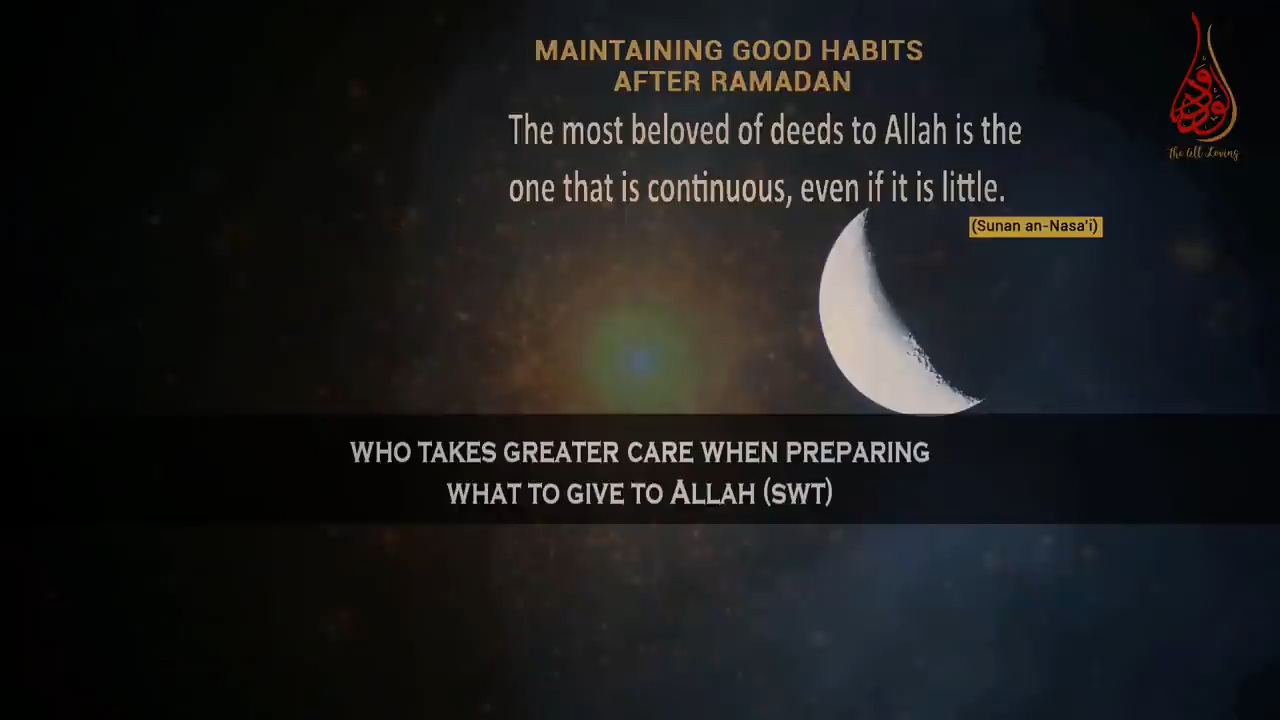 MAINTAINING GOOD HABITS
AFTER RAMADAN
The most beloved of deeds to Allah is the
one that is continuous, even if it is little.
(Sunan an-Nasa'i)
The All Loving
WHO TAKES GREATER CARE WHEN PREPARING
WHAT TO GIVE TO ALLAH (SWT)